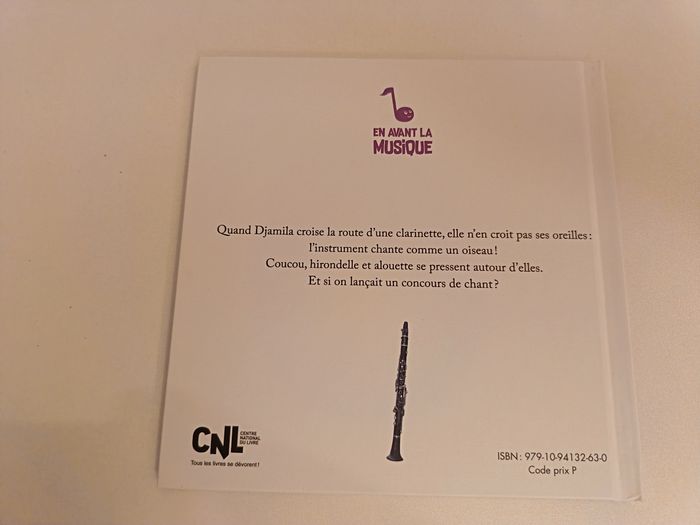 EN AVANT LA
MUSIQUE
Quand Djamila croise la route d'une clarinette, elle n'en croit pas ses oreilles :
l'instrument chante comme un oiseau !
Coucou, hirondelle et alouette se pressent autour d'elles.
Et si on lançait un concours de chant ?
CNL
CENTRE
NATIONAL
DU LIVRE
Tous les livres se dévorent !
ISBN : 979-10-94132-63-0
Code prix P